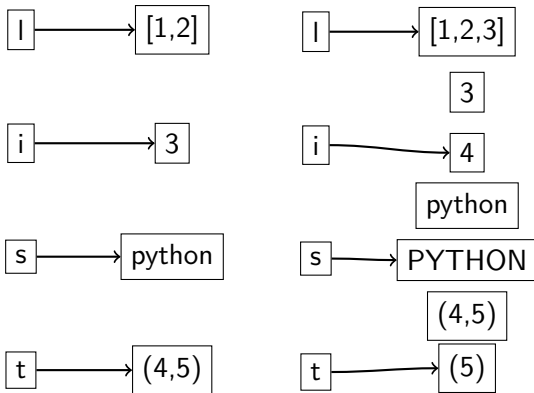 l [1,2] l [1,2,3]
3
i 3 i 4
python
s python s PYTHON
(4,5)
t (4,5) t (5)